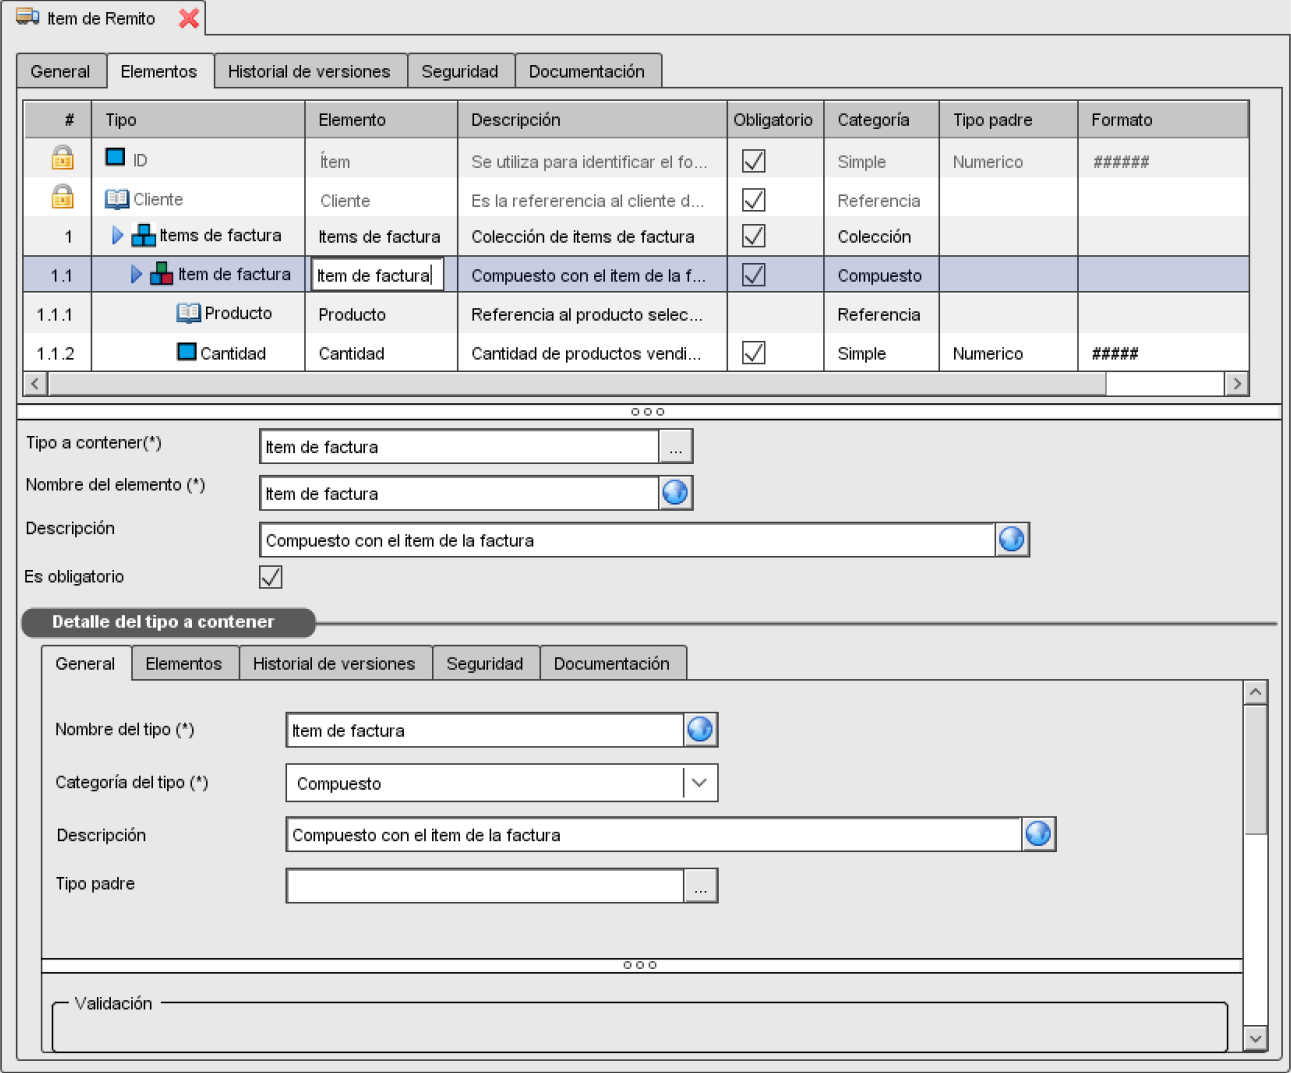 Item de Remito
General Elementos Historial de versiones Seguridad Documentación
# Tipo Elemento Descripción Obligatorio Categoría Tipo padre Formato
ID Ítem Se utiliza para identificar el fo... Simple Numerico ######
Cliente Cliente Es la refererencia al cliente d... Referencia
1 Items de factura Items de factura Colección de items de factura Colección
1.1 Item de factura Item de factura Compuesto con el item de la f... Compuesto
1.1.1 Producto Producto Referencia al producto selec... Referencia
1.1.2 Cantidad Cantidad Cantidad de productos vendi... Simple Numerico #####
Tipo a contener(*) Item de factura ...
Nombre del elemento (*) Item de factura
Descripción Compuesto con el item de la factura
Es obligatorio
Detalle del tipo a contener
General Elementos Historial de versiones Seguridad Documentación
Nombre del tipo (*) Item de factura
Categoría del tipo (*) Compuesto
Descripción Compuesto con el item de la factura
Tipo padre ...
Validación